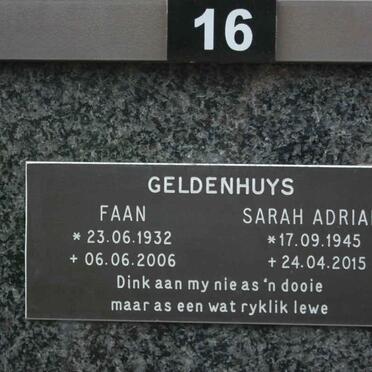 16
GELDENHUYS
FAAN SARAH
* 23.06.1932 * 17.09.1945
+ 06.06.2006 + 24.04.2015
Dink aan my nie as 'n dooie
maar as een wat ryklik lewe